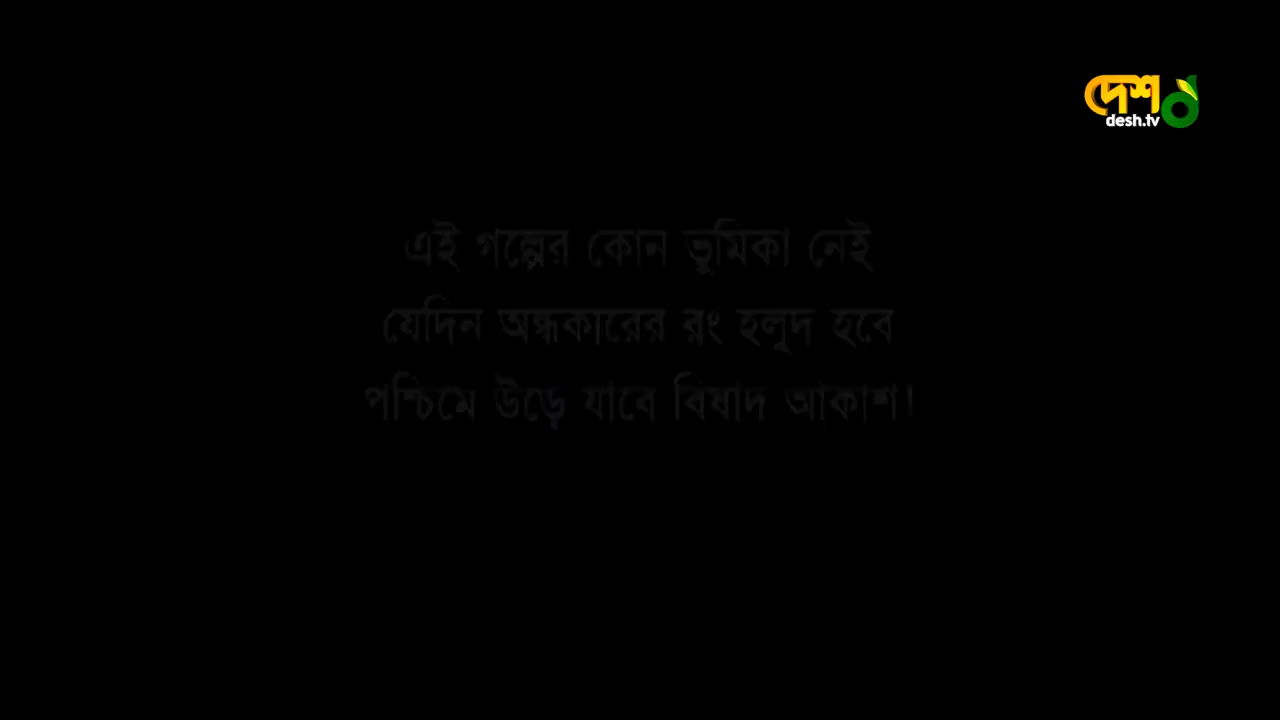 দেশ
desh.tv
এই গল্পের কোন ভুমিকা নেই
যেদিন অন্ধকারের রং হলুদ হবে
পশ্চিমে উড়ে যাবে বিষাদ আকাশ!